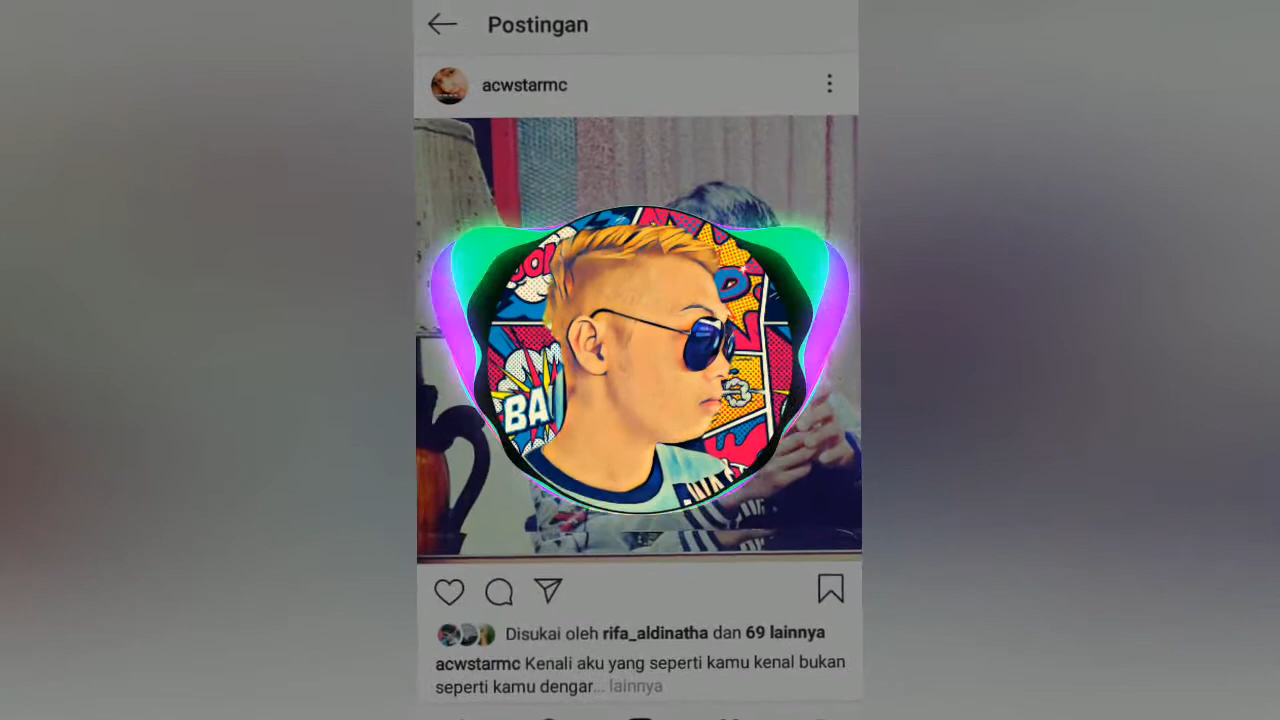 Postingan
acwstarmc
BA
Disukai oleh rifa_aldinatha dan 69 lainnya
acwstarmc Kenali aku yang seperti kamu kenal bukan
seperti kamu dengar... lainnya